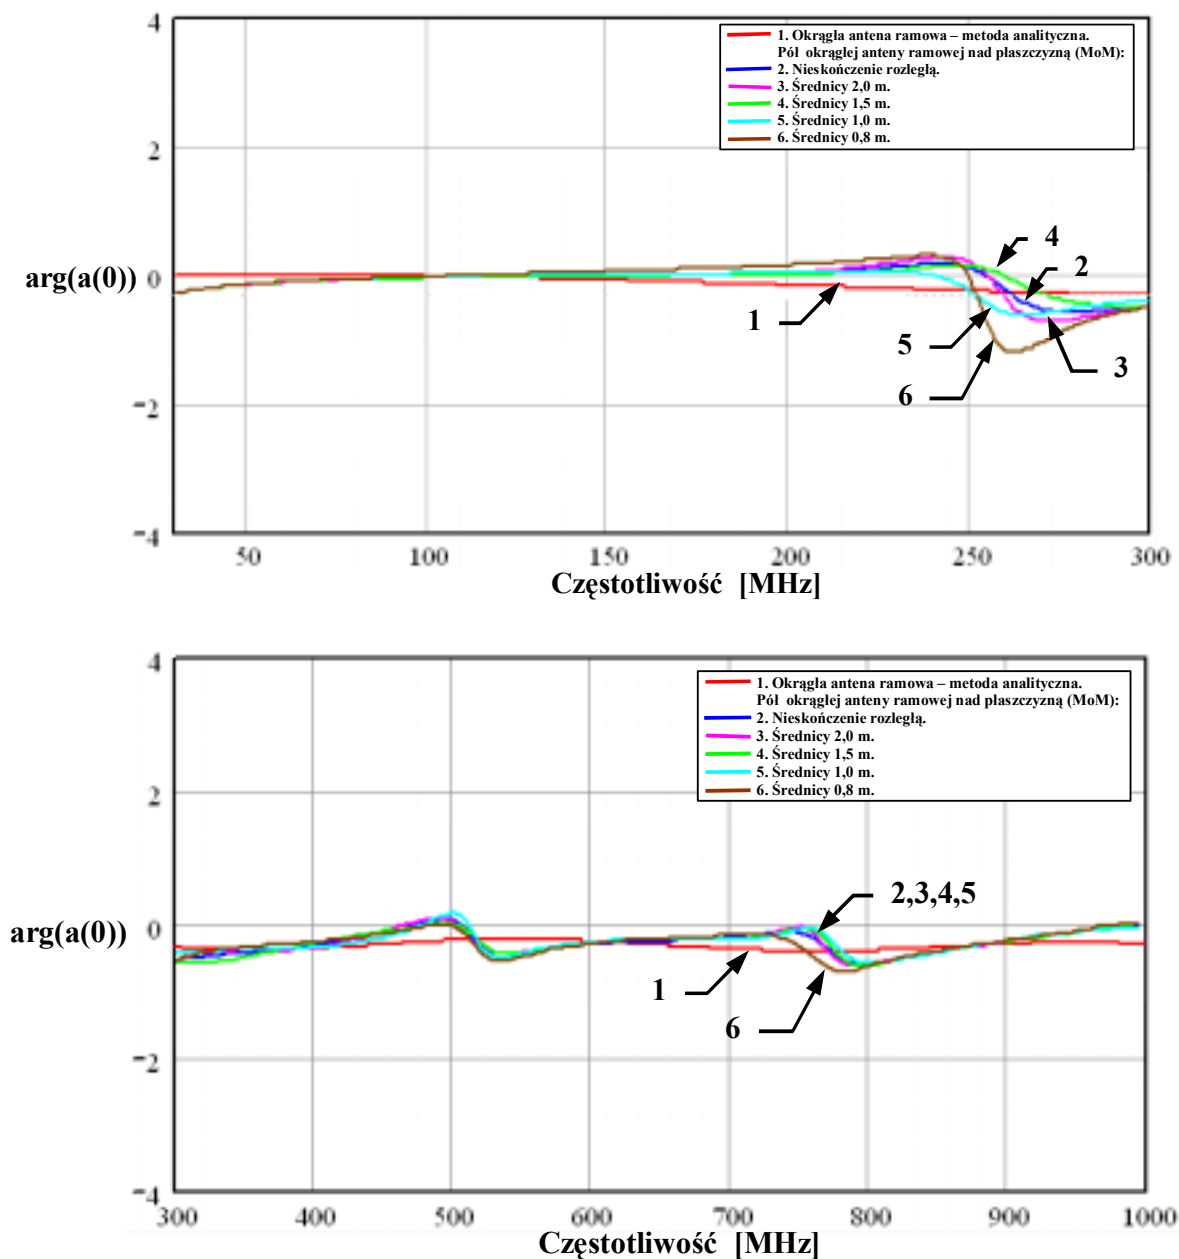 4
1. Okrągła antena ramowa – metoda analityczna.
Pół okrągłej anteny ramowej nad płaszczyzną (MoM):
2. Nieskończenie rozległą.
3. Średnicy 2,0 m.
4. Średnicy 1,5 m.
5. Średnicy 1,0 m.
6. Średnicy 0,8 m.
2
4
2
arg(a(0))
0
1
5
3
6
−2
−4
50
100
150
200
250
300
Częstotliwość [MHz]
4
1. Okrągła antena ramowa – metoda analityczna.
Pół okrągłej anteny ramowej nad płaszczyzną (MoM):
2. Nieskończenie rozległą.
3. Średnicy 2,0 m.
4. Średnicy 1,5 m.
5. Średnicy 1,0 m.
6. Średnicy 0,8 m.
2
2,3,4,5
arg(a(0))
0
1
6
−2
−4
300
400
500
600
700
800
900
1000
Częstotliwość [MHz]